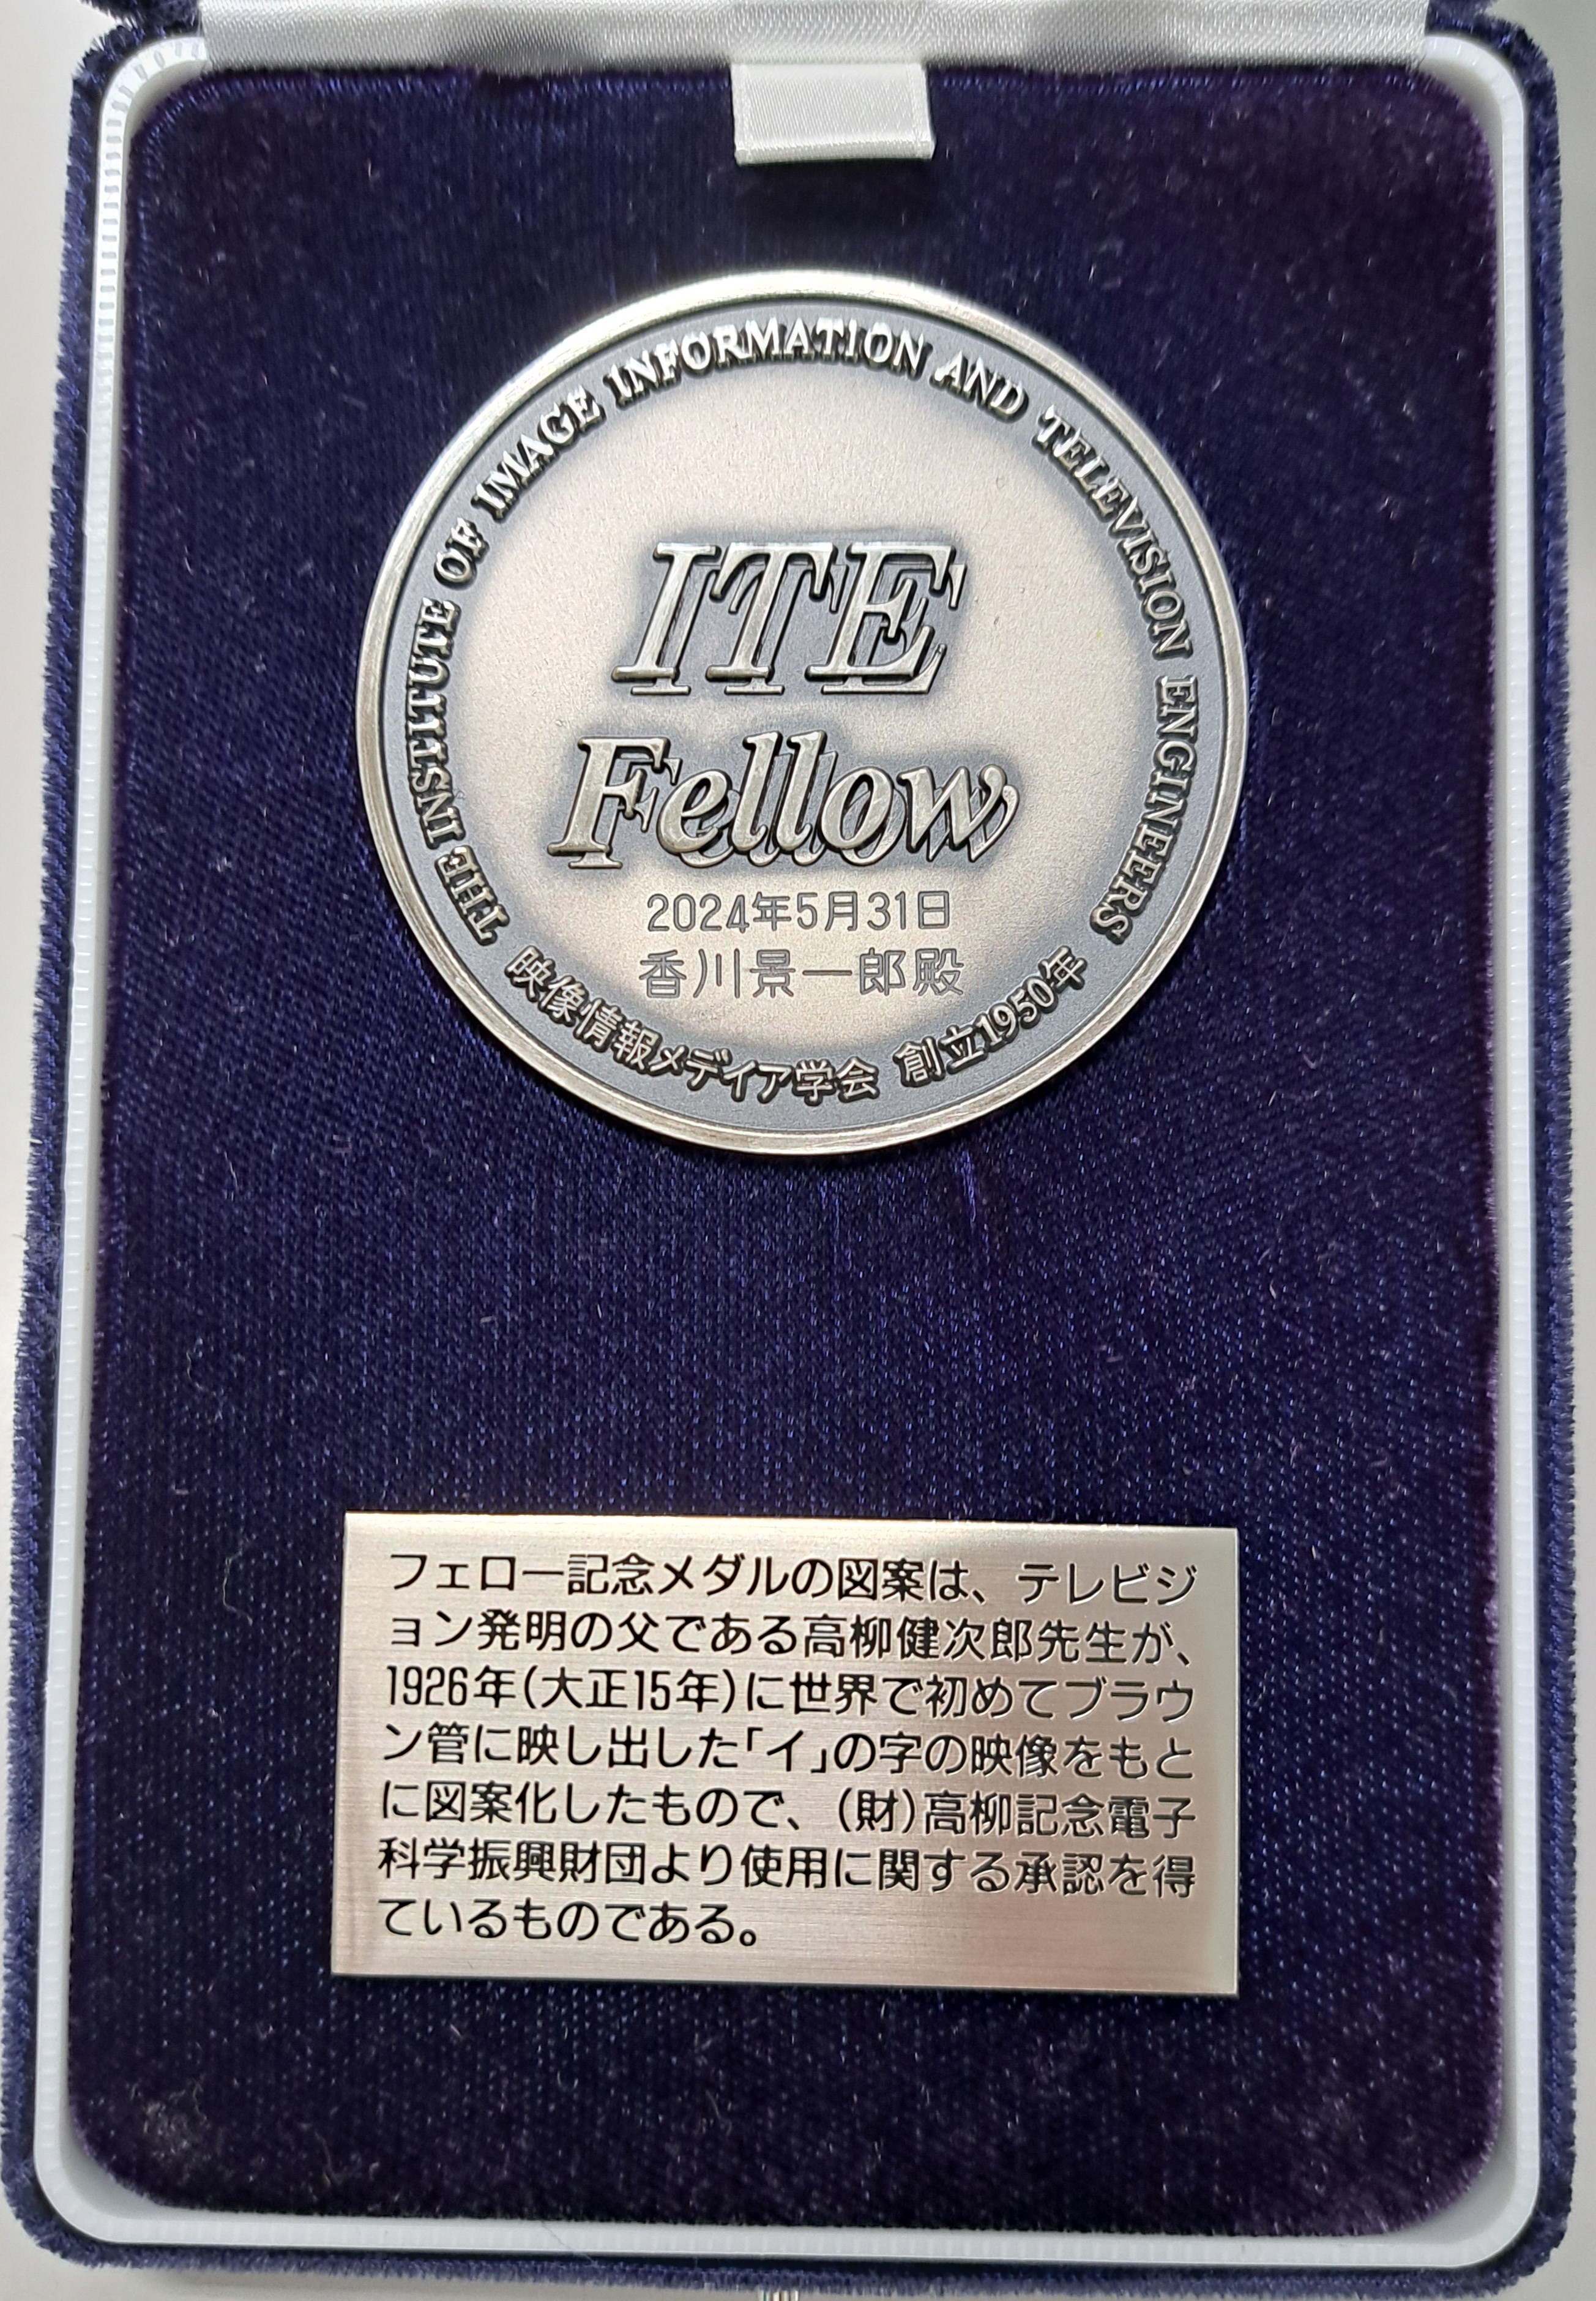 THE INSTITUTE OF IMAGE INFORMATION AND TELEVISION ENGINEERS
ITE
Fellow
2024年5月31日
香川景一郎殿
映像情報メディア学会 創立1950年
フェロー記念メダルの図案は、テレビジ
ョン発明の父である高柳健次郎先生が、
1926年(大正15年)に世界で初めてブラウ
ン管に映し出した「イ」の字の映像をもと
に図案化したもので、(財)高柳記念電子
科学振興財団より使用に関する承認を得
ているものである。